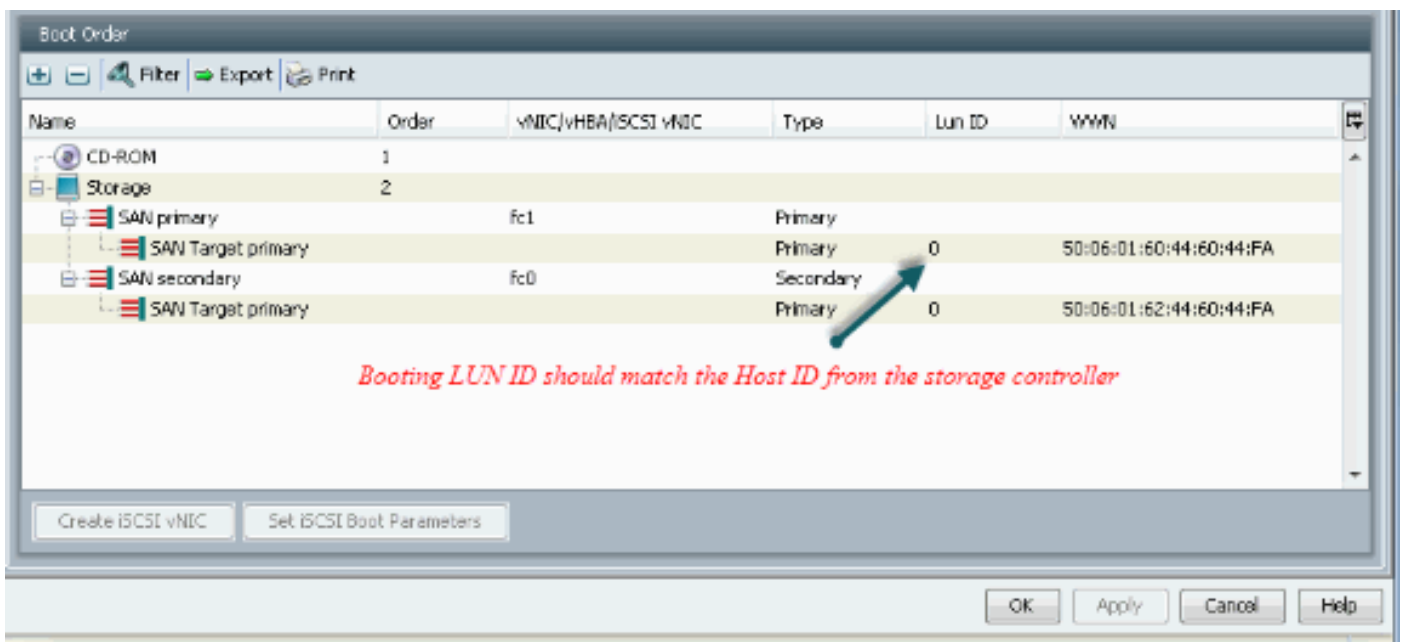 Boot Order
Filter Export Print
Name Order vNIC/vHBA/iSCSI vNIC Type Lun ID WWN
CD-ROM 1
Storage 2
SAN primary fc1 Primary
SAN Target primary Primary 0 50:06:01:60:44:60:44:FA
SAN secondary fc0 Secondary
SAN Target primary Primary 0 50:06:01:62:44:60:44:FA
Booting LUN ID should match the Host ID from the storage controller
Create iSCSI vNIC Set iSCSI Boot Parameters
OK Apply Cancel Help